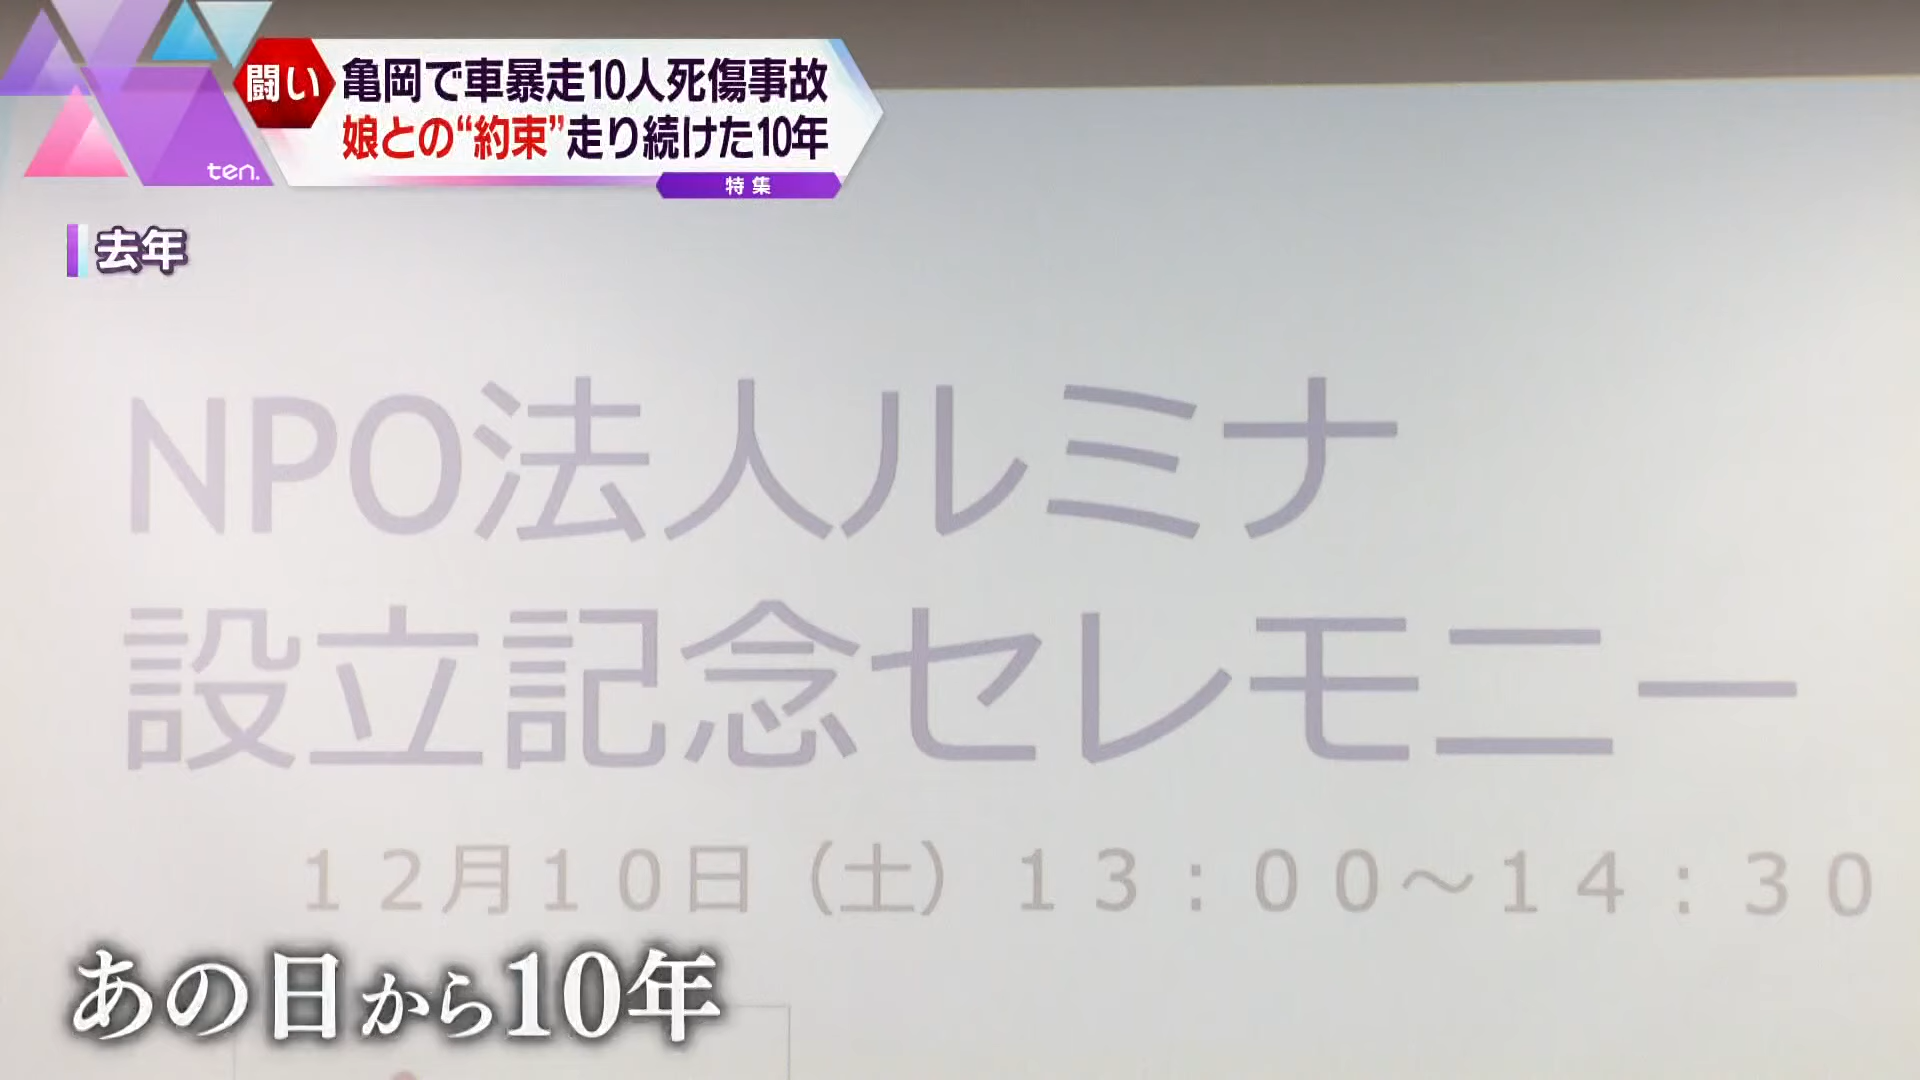 闘い
亀岡で車暴走10人死傷事故
娘との“約束”走り続けた10年
ten.
特集
去年
NPO法人ルミナ
設立記念セレモニー
12月10日（土）13：00～14：30
あの日から10年